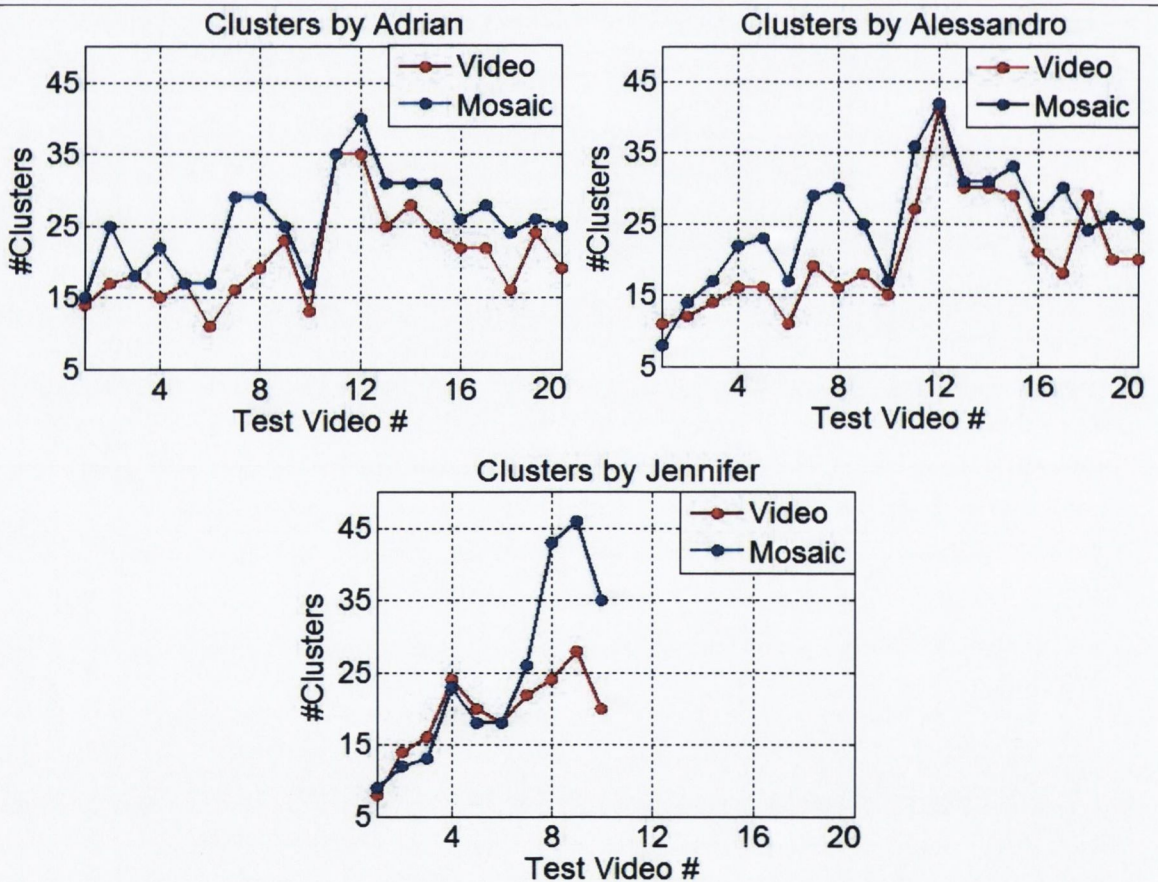 Clusters by Adrian
Video
Mosaic
45
35
25
15
5
#Clusters
4 8 12 16 20
Test Video #
Clusters by Alessandro
Video
Mosaic
45
35
25
15
5
#Clusters
4 8 12 16 20
Test Video #
Clusters by Jennifer
Video
Mosaic
45
35
25
15
5
#Clusters
4 8 12 16 20
Test Video #